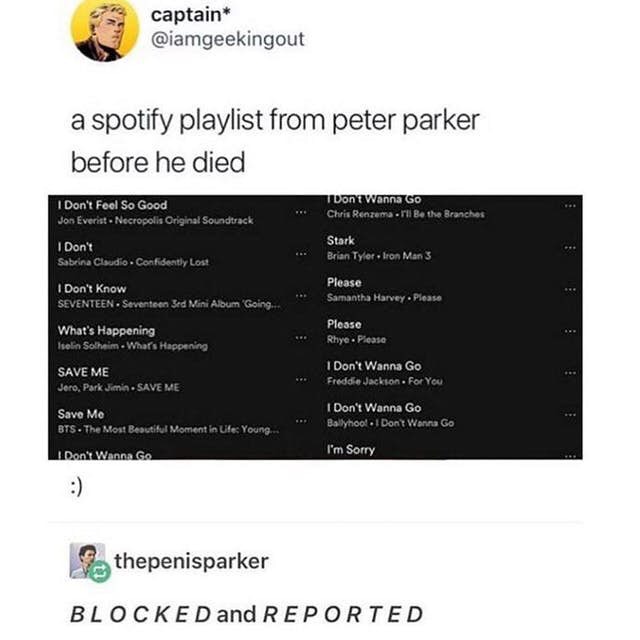 captain*
@iamgeekingout
a spotify playlist from peter parker
before he died
I Don't Feel So Good
Jon Everist • Necropolis Original Soundtrack
I Don't
Sabrina Claudio • Confidently Lost
I Don't Know
SEVENTEEN • Seventeen 3rd Mini Album 'Going...
What's Happening
Iselin Solheim • What's Happening
SAVE ME
Jero, Park Jimin • SAVE ME
Save Me
BTS • The Most Beautiful Moment in Life: Young...
I Don't Wanna Go
I Don't Wanna Go
Chris Renzema • I'll Be the Branches
Stark
Brian Tyler • Iron Man 3
Please
Samantha Harvey • Please
Please
Rhye • Please
I Don't Wanna Go
Freddie Jackson • For You
I Don't Wanna Go
Ballyhoo! • I Don't Wanna Go
I'm Sorry
:)
thepenisparker
B L O C K E D and R E P O R T E D